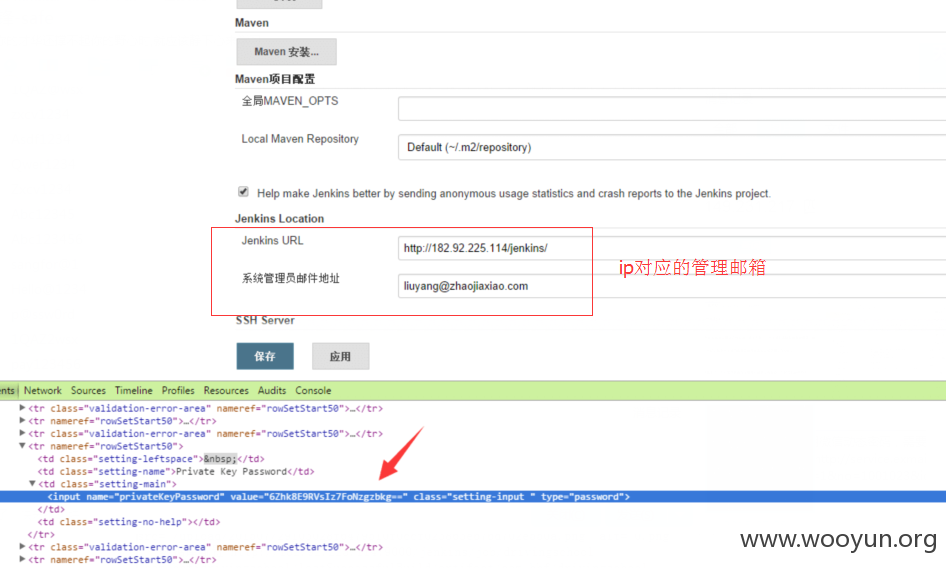 Maven
Maven 安装...
Maven项目配置
全局MAVEN_OPTS
Local Maven Repository
Default (~/.m2/repository)
Help make Jenkins better by sending anonymous usage statistics and crash reports to the Jenkins project.
Jenkins Location
Jenkins URL
http://182.92.225.114/jenkins/
ip对应的管理邮箱
系统管理员邮件地址
liuyang@zhaojiaxiao.com
SSH Server
保存 应用
nts Network Sources Timeline Profiles Resources Audits Console
▶<tr class="validation-error-area" nameref="rowSetStart50">…</tr>
▶<tr nameref="rowSetStart50">…</tr>
▶<tr class="validation-error-area" nameref="rowSetStart50">…</tr>
▼<tr nameref="rowSetStart50">
<td class="setting-leftspace">&nbsp;</td>
<td class="setting-name">Private Key Password</td>
▼<td class="setting-main">
<input name="privateKeyPassword" value="6Zhk8E9RVsIz7FoNzgzbkg==" class="setting-input " type="password">
</td>
<td class="setting-no-help"></td>
</tr>
▶<tr class="validation-error-area" nameref="rowSetStart50">…</tr>
▶<tr nameref="rowSetStart50">…</tr>
www.wooyun.org